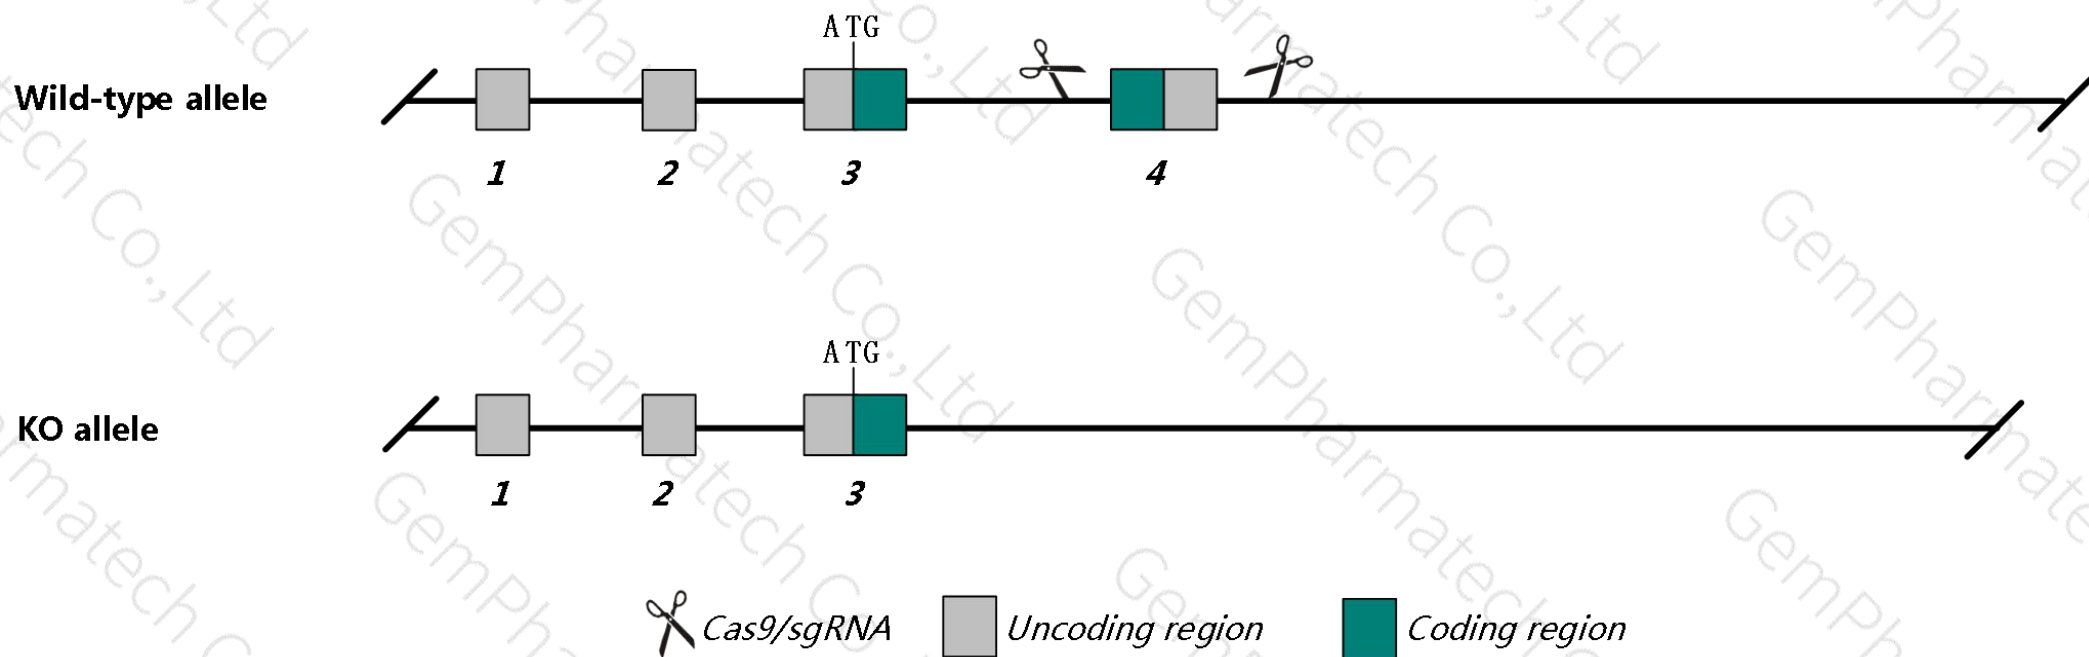 ATG
Wild-type allele
1 2 3 4
ATG
KO allele
1 2 3
Cas9/sgRNA Uncoding region Coding region
GemPharmatech Co.,Ltd